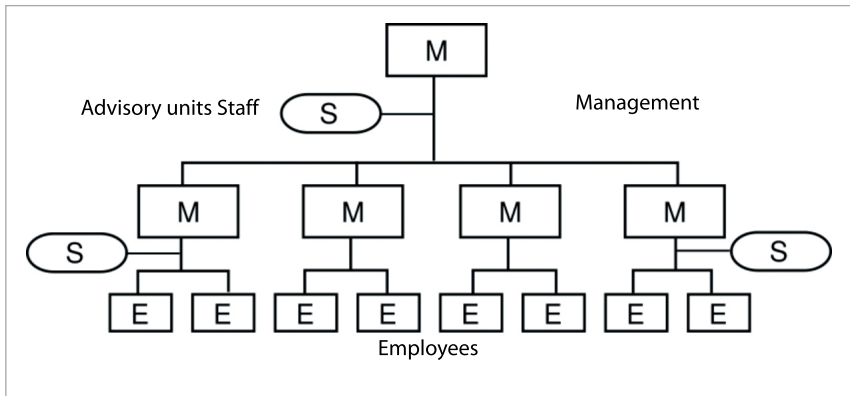 M
Advisory units Staff
S
Management
M M M M
S
S
E E E E E E E E
Employees